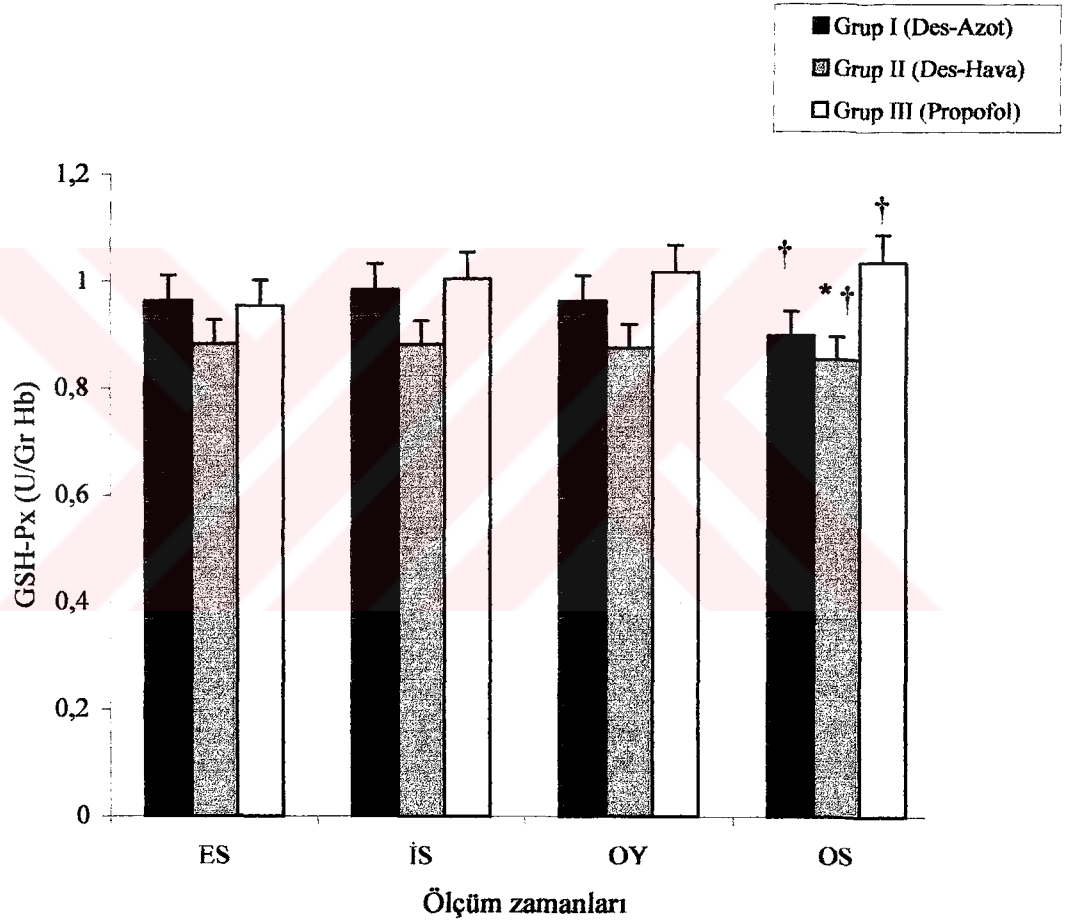 Grup I (Des-Azot)
Grup II (Des-Hava)
Grup III (Propofol)
GSH-Px (U/Gr Hb)
1,2
1
0,8
0,6
0,4
0,2
0
†
* †
†
ES İS OY OS
Ölçüm zamanları